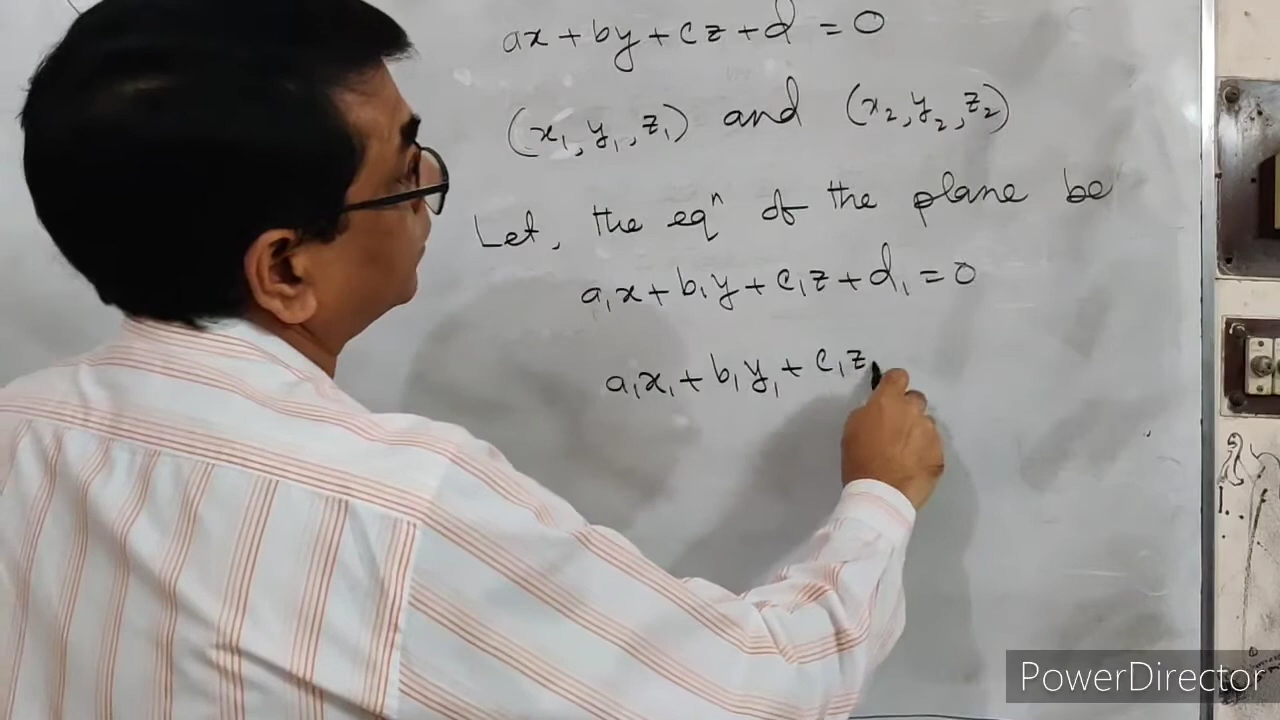 ax + by + cz + d = 0
(x₁, y₁, z₁) and (x₂, y₂, z₂)
Let, the eqⁿ of the plane be
a₁x + b₁y + c₁z + d₁ = 0
a₁x₁ + b₁y₁ + c₁z₁
PowerDirector